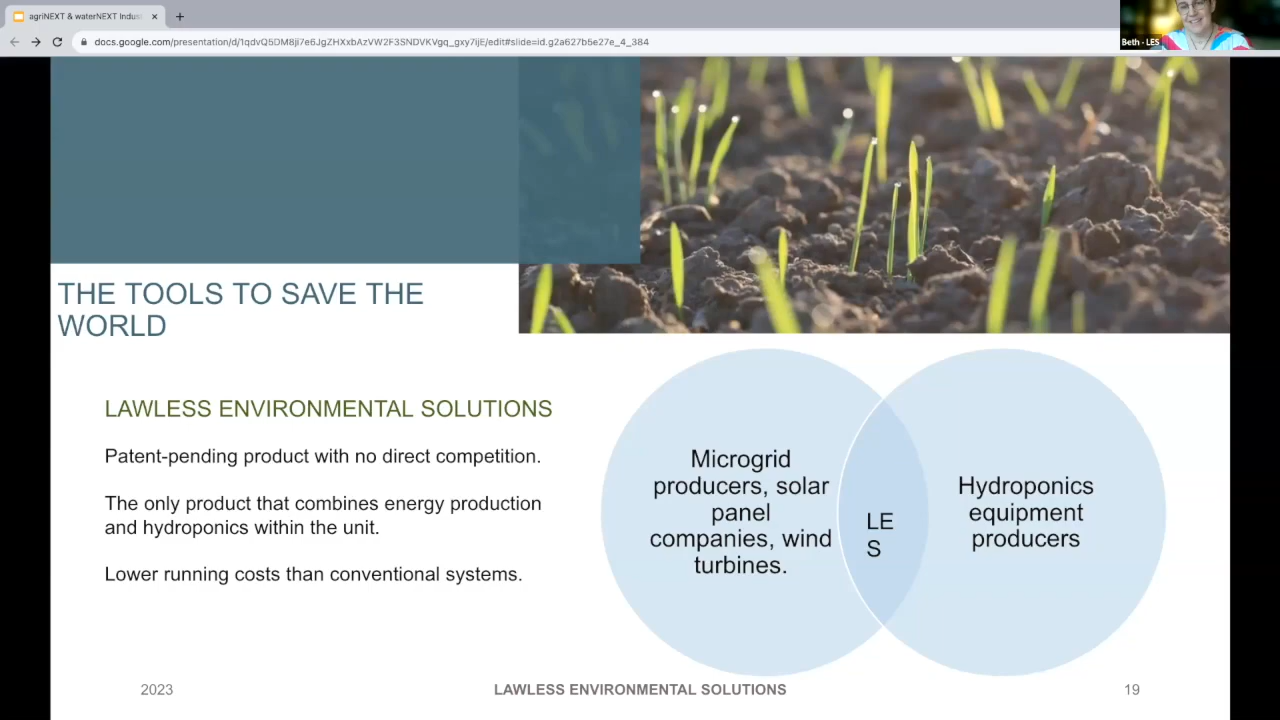 agriNEXT & waterNEXT Indus
docs.google.com/presentation/d/1qdvQ5DM8ji7e6JgZHXxbAzVW2F3SNDVKVgq_gxy7ijE/edit#slide=id.g2a627b5e27e_4_384
Beth - LES
THE TOOLS TO SAVE THE
WORLD
LAWLESS ENVIRONMENTAL SOLUTIONS
Patent-pending product with no direct competition.
The only product that combines energy production
and hydroponics within the unit.
Lower running costs than conventional systems.
Microgrid
producers, solar
panel
companies, wind
turbines.
LE
S
Hydroponics
equipment
producers
2023
LAWLESS ENVIRONMENTAL SOLUTIONS
19